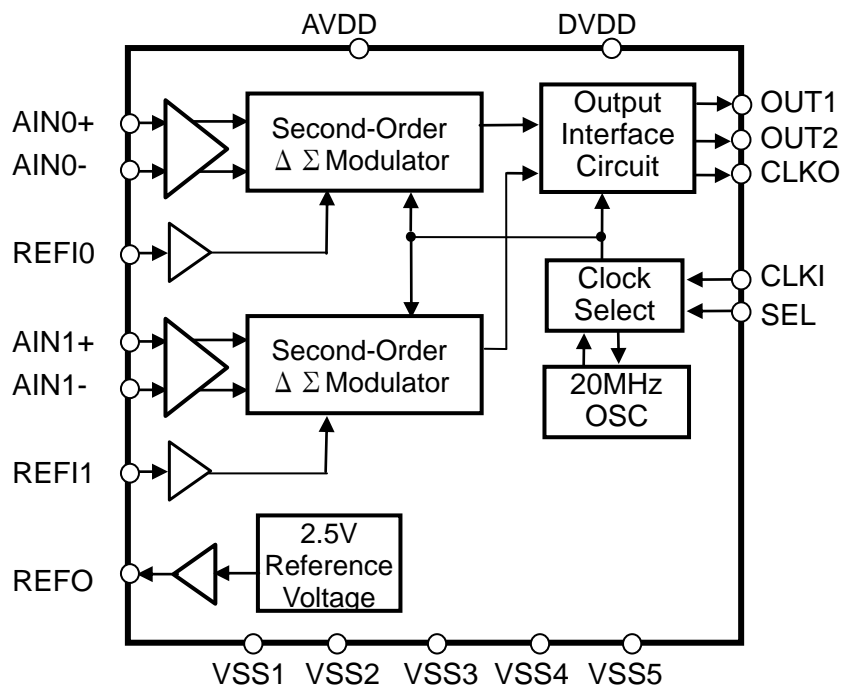 AVDD
DVDD
AIN0+
AIN0-
REFI0
AIN1+
AIN1-
REFI1
REFO
Second-Order
Δ Σ Modulator
Second-Order
Δ Σ Modulator
2.5V
Reference
Voltage
Output
Interface
Circuit
Clock
Select
20MHz
OSC
OUT1
OUT2
CLKO
CLKI
SEL
VSS1
VSS2
VSS3
VSS4
VSS5